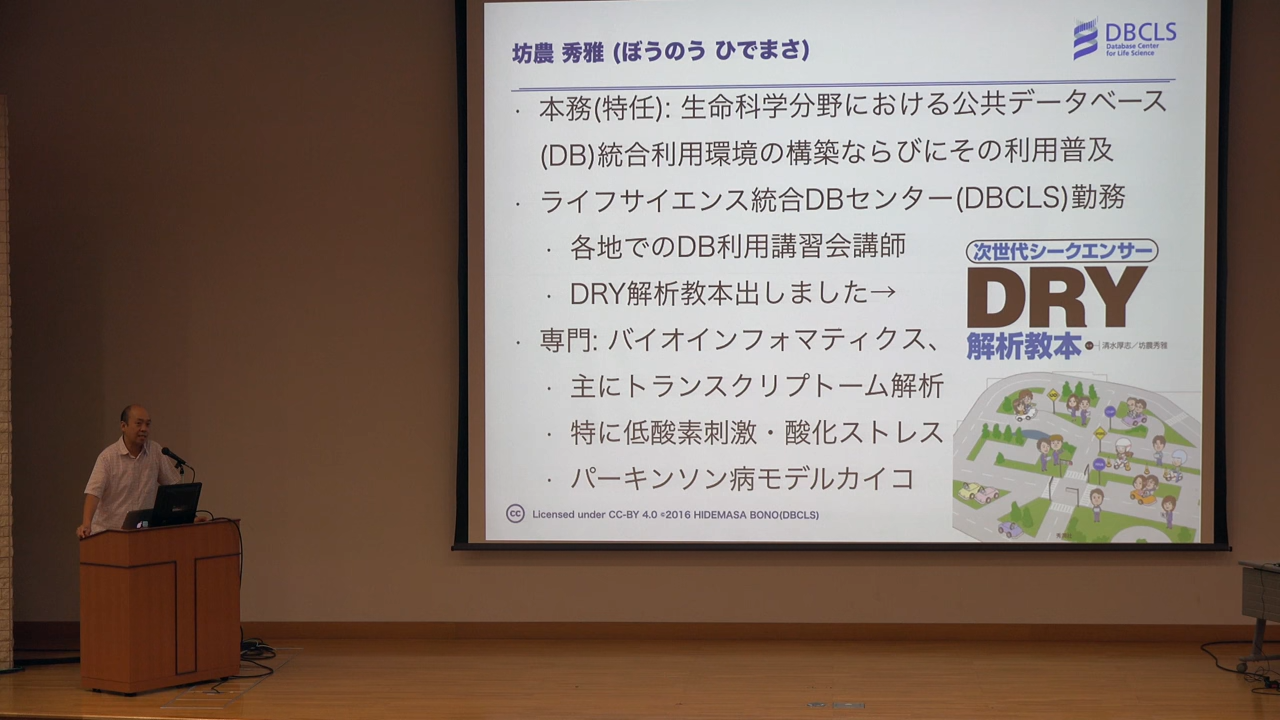 坊農 秀雅 (ぼうのう ひでまさ)
DBCLS
Database Center
for Life Science
・ 本務(特任): 生命科学分野における公共データベース
(DB)統合利用環境の構築ならびにその利用普及
・ ライフサイエンス統合DBセンター(DBCLS)勤務
・ 各地でのDB利用講習会講師
・ DRY解析教本出しました→
・ 専門: バイオインフォマティクス、
・ 主にトランスクリプトーム解析
・ 特に低酸素刺激・酸化ストレス
・ パーキンソン病モデルカイコ
次世代シークエンサー
DRY
解析教本
清水厚志/坊農秀雅
cc Licensed under CC-BY 4.0 ©2016 HIDEMASA BONO(DBCLS)